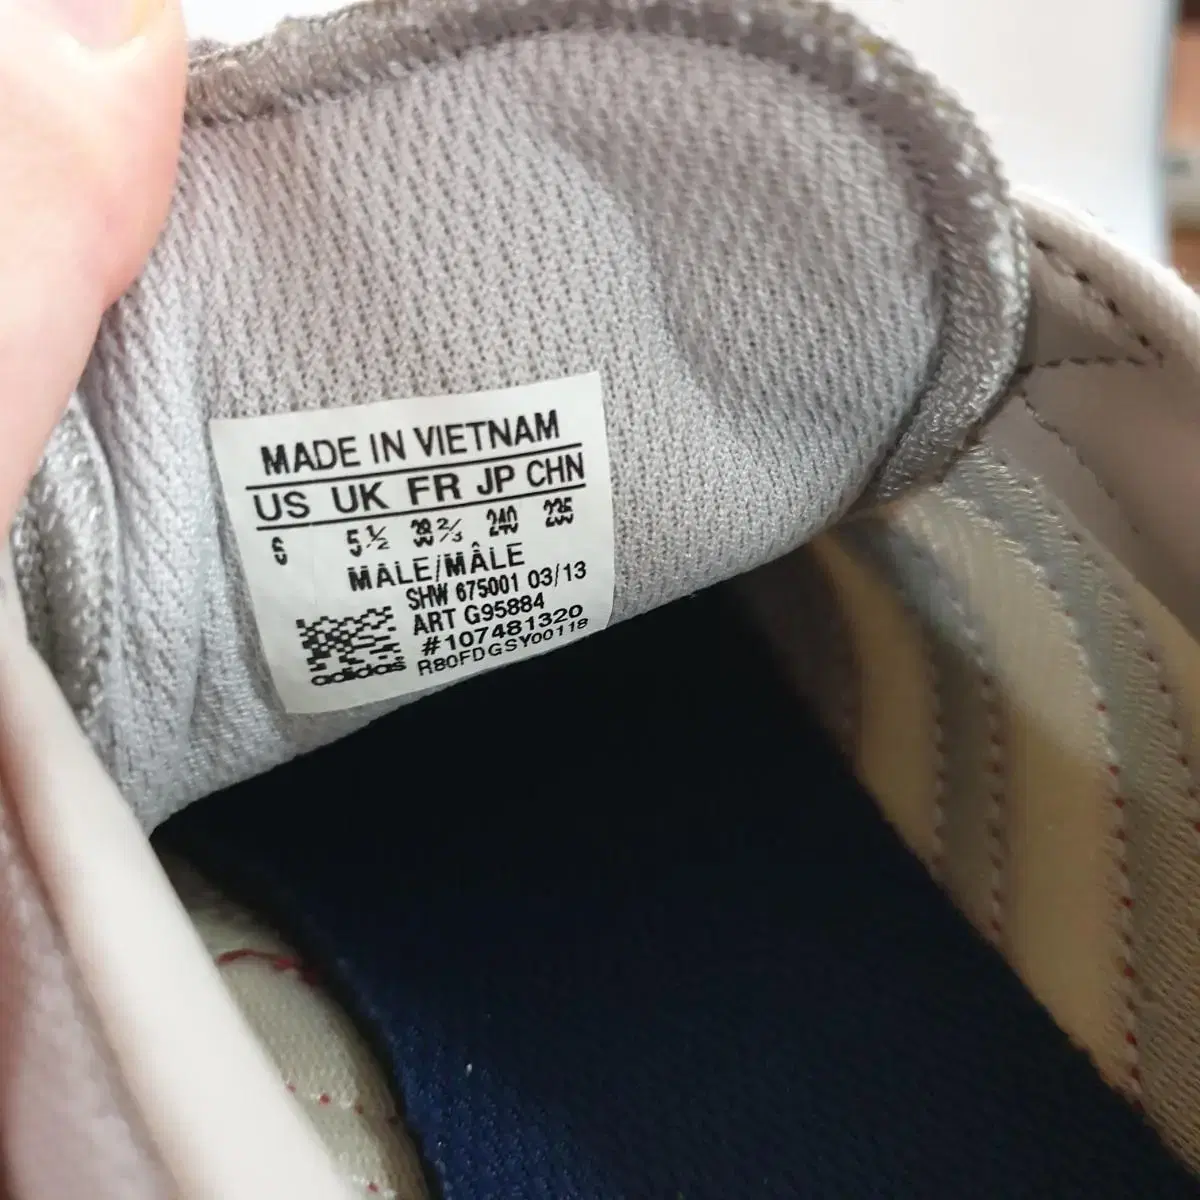 MADE IN VIETNAM
US UK FR JP CHN
6 5½ 38⅔ 240 235
MALE/MÂLE
SHW 675001 03/13
ART G95884
#107481320
R80FDGSY00118
adidas